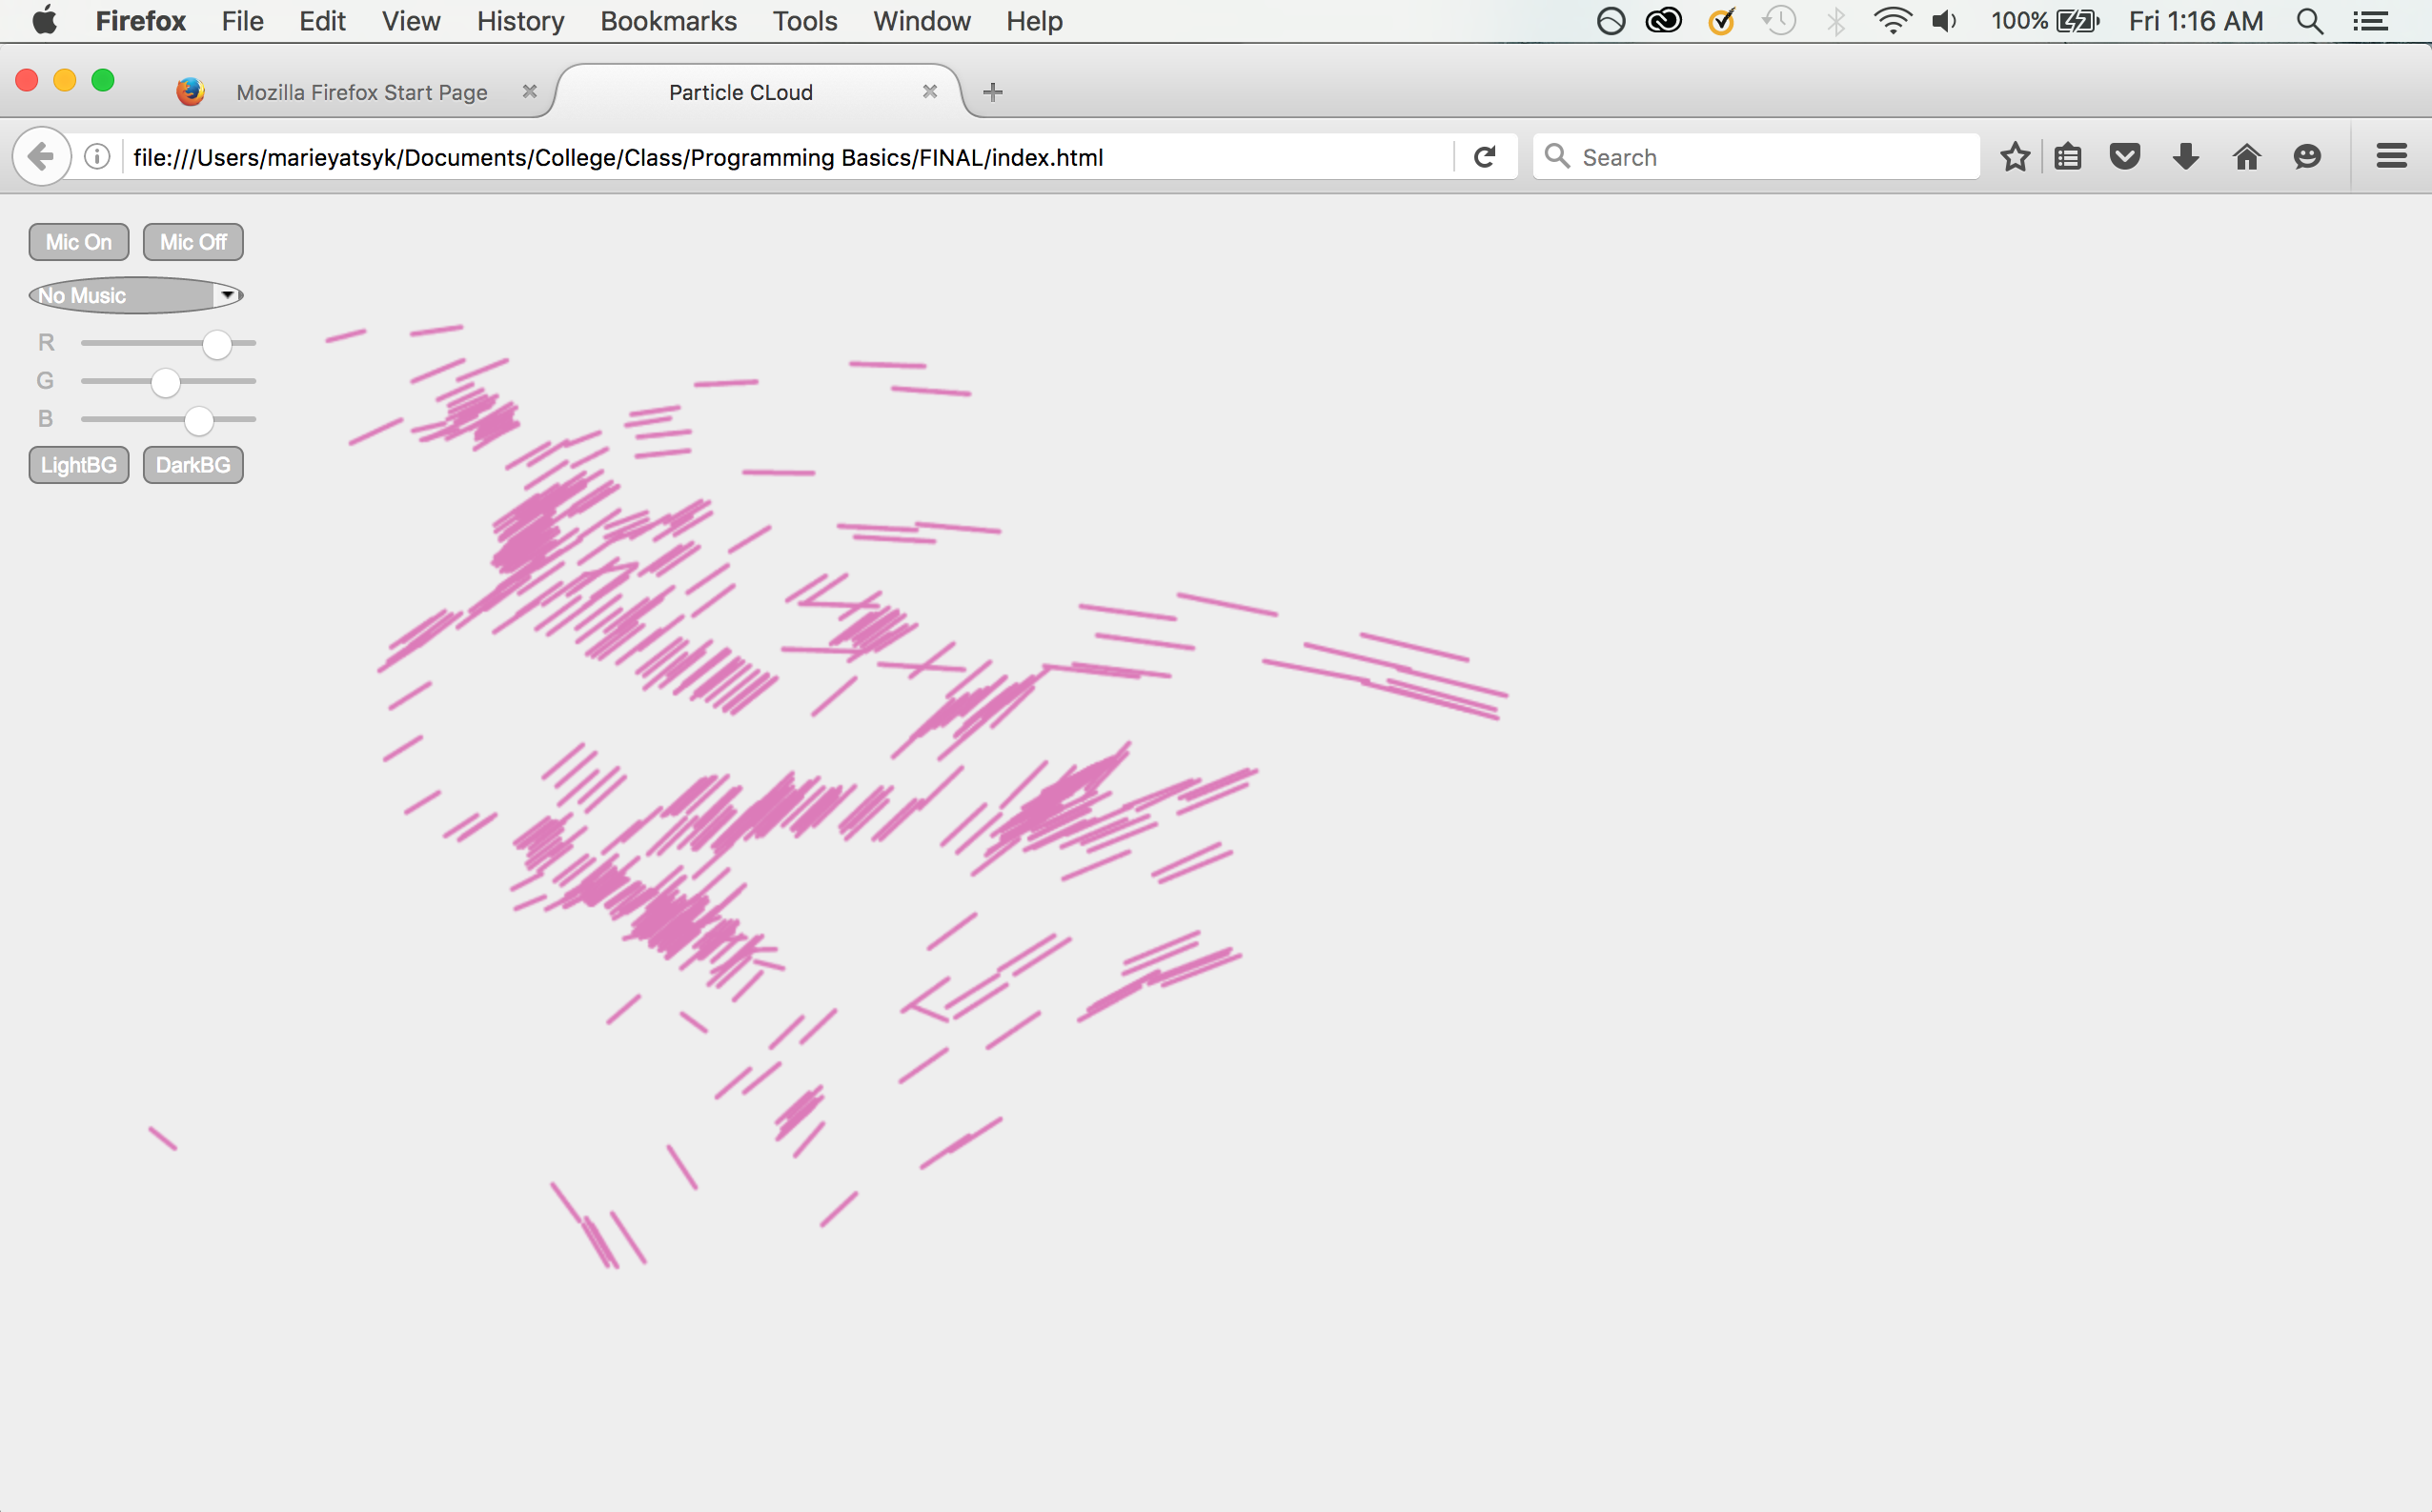 Firefox File Edit View History Bookmarks Tools Window Help 100% Fri 1:16 AM
Mozilla Firefox Start Page Particle CLoud
file:///Users/marieyatsyk/Documents/College/Class/Programming Basics/FINAL/index.html Search
Mic On Mic Off
No Music
R
G
B
LightBG DarkBG